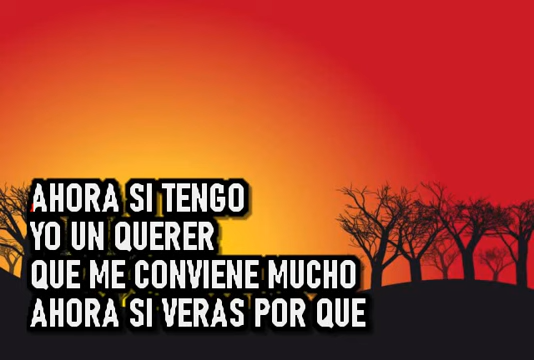 AHORA SI TENGO
YO UN QUERER
QUE ME CONVIENE MUCHO
AHORA SI VERAS POR QUE